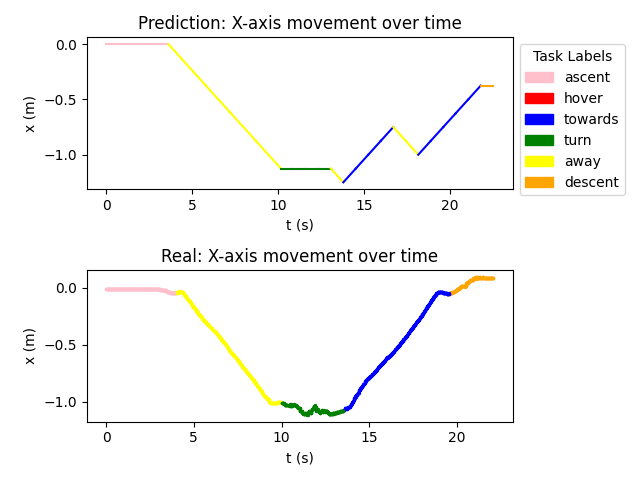 Prediction: X-axis movement over time
0.0
−0.5
−1.0
x (m)
0 5 10 15 20
t (s)
Task Labels
ascent
hover
towards
turn
away
descent
Real: X-axis movement over time
0.0
−0.5
−1.0
x (m)
0 5 10 15 20
t (s)